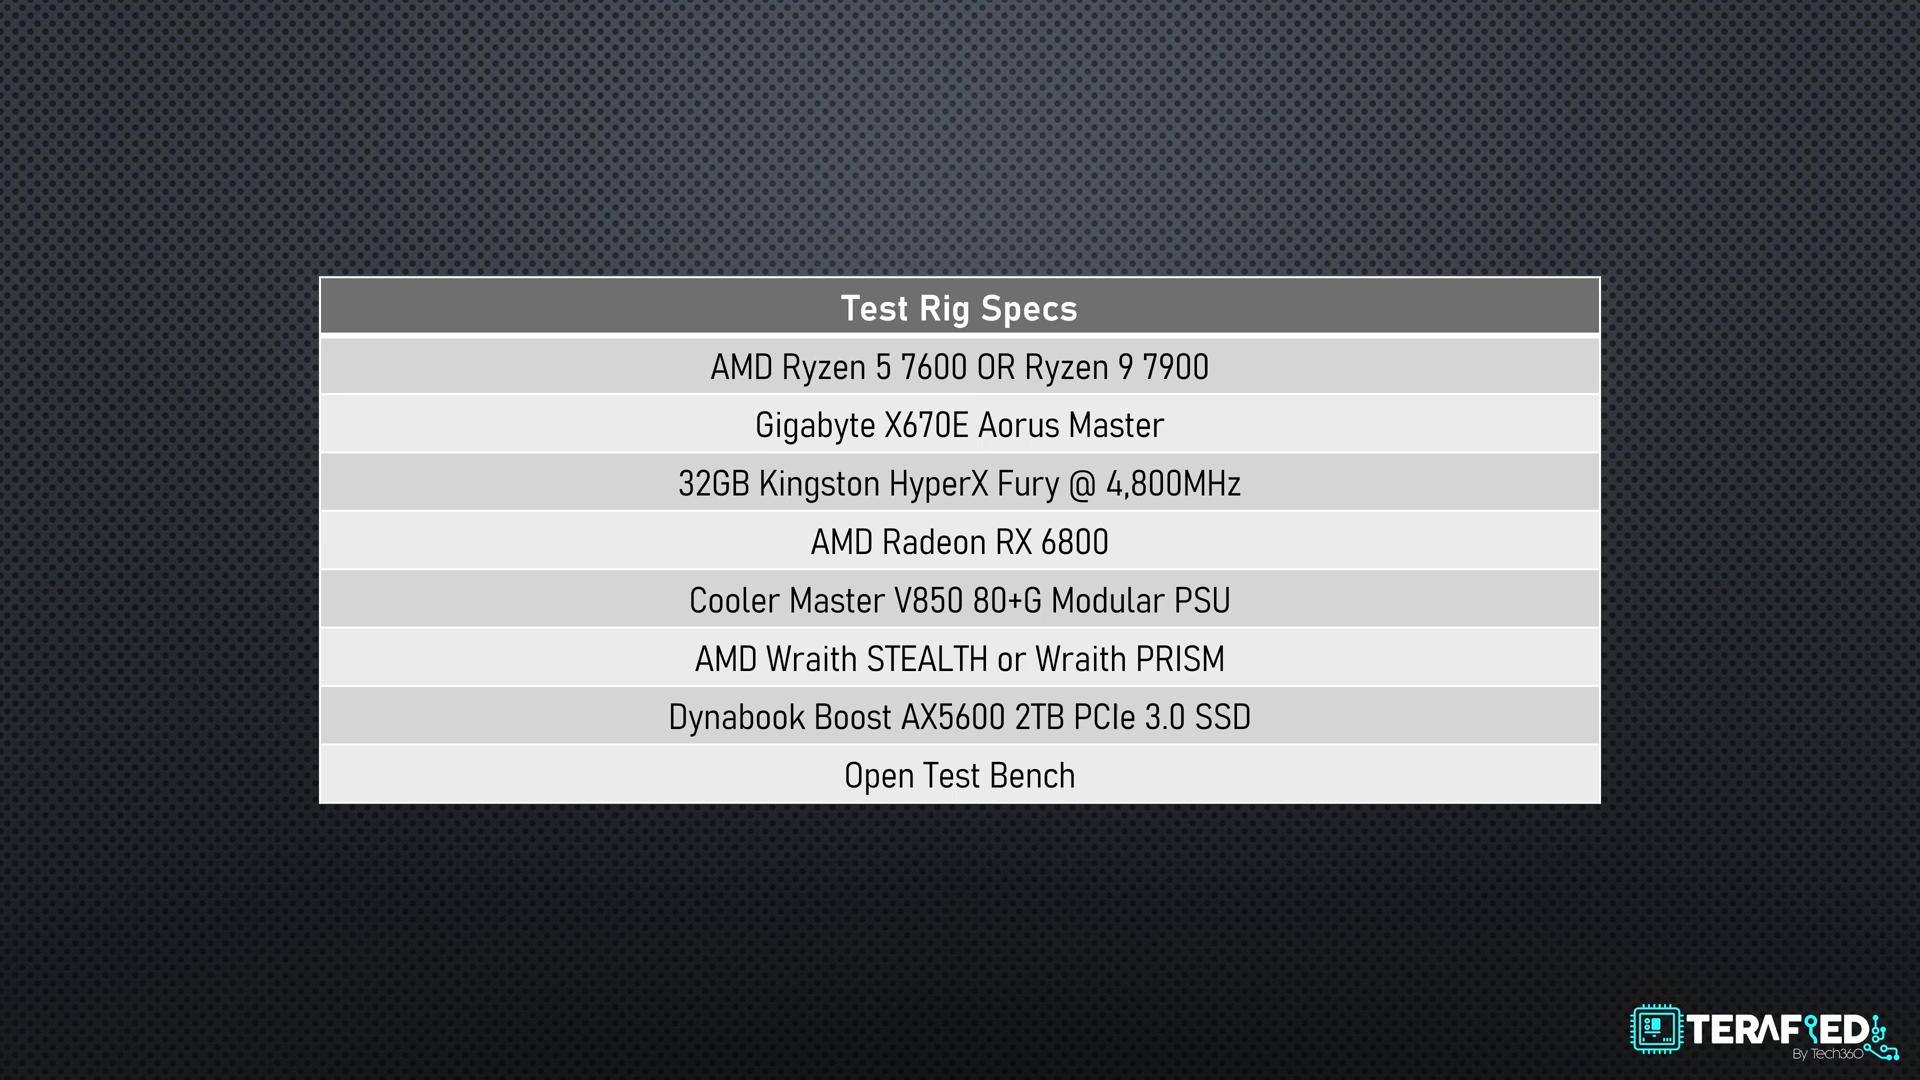 Test Rig Specs
AMD Ryzen 5 7600 OR Ryzen 9 7900
Gigabyte X670E Aorus Master
32GB Kingston HyperX Fury @ 4,800MHz
AMD Radeon RX 6800
Cooler Master V850 80+G Modular PSU
AMD Wraith STEALTH or Wraith PRISM
Dynabook Boost AX5600 2TB PCIe 3.0 SSD
Open Test Bench
TERAFIED
By Tech360